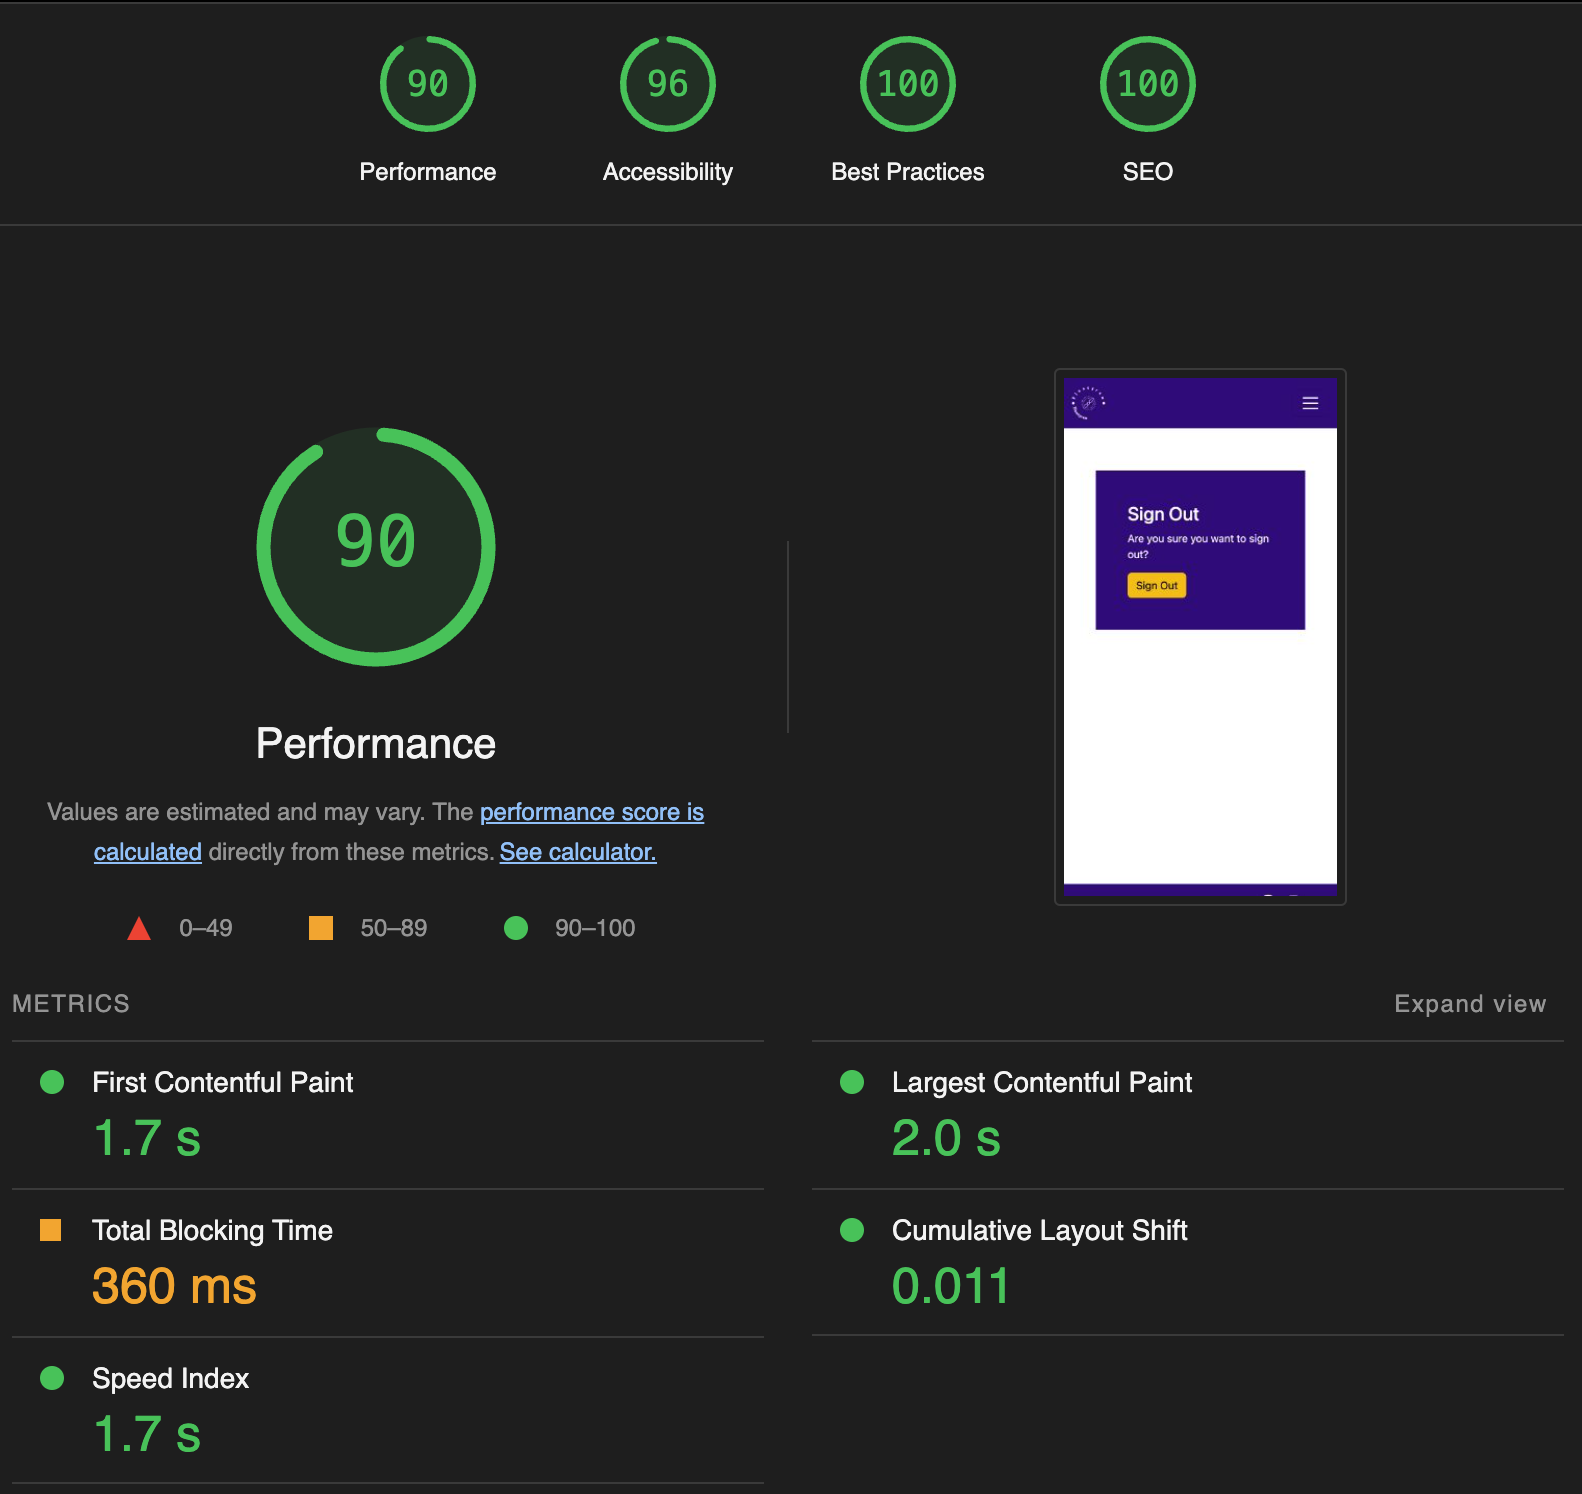 90
96
100
100
Performance
Accessibility
Best Practices
SEO
90
Performance
Values are estimated and may vary. The performance score is
calculated directly from these metrics. See calculator.
0–49
50–89
90–100
Sign Out
Are you sure you want to sign
out?
Sign Out
METRICS
Expand view
First Contentful Paint
1.7 s
Largest Contentful Paint
2.0 s
Total Blocking Time
360 ms
Cumulative Layout Shift
0.011
Speed Index
1.7 s